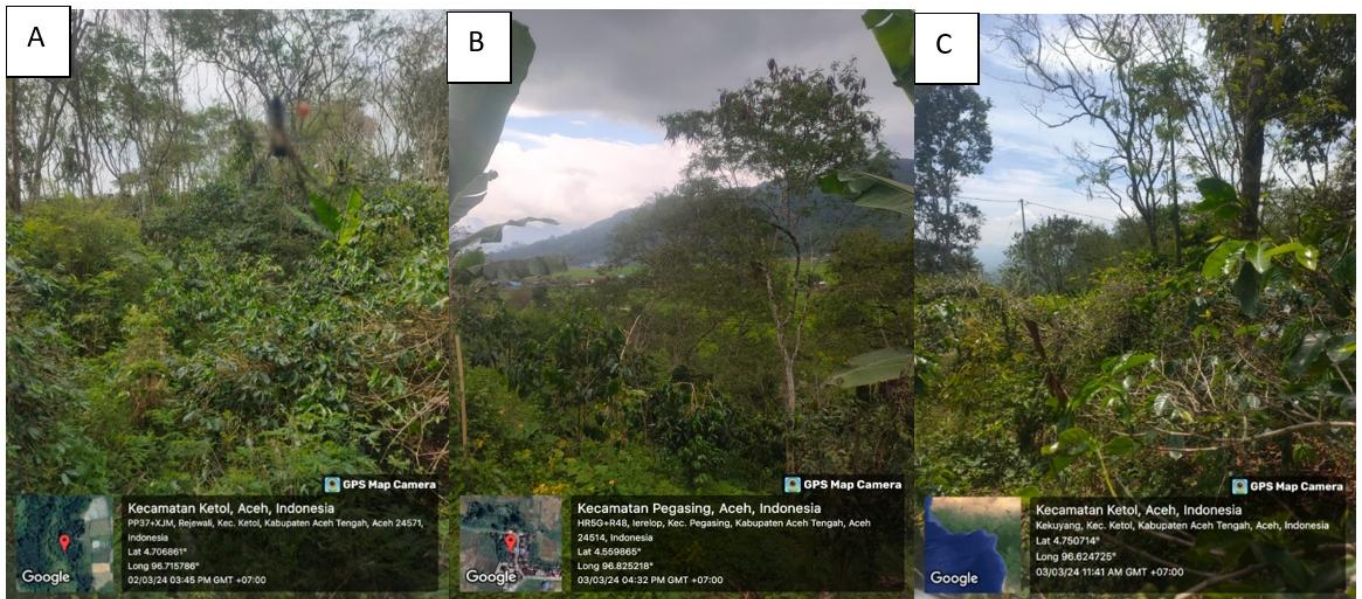 A
GPS Map Camera
Kecamatan Ketol, Aceh, Indonesia
PP37+XJM, Rejewali, Kec. Ketol, Kabupaten Aceh Tengah, Aceh 24571,
Indonesia
Lat 4.706861°
Long 96.715786°
02/03/24 03:45 PM GMT +07:00
Google
B
GPS Map Camera
Kecamatan Pegasing, Aceh, Indonesia
HR5G+R48, Ierelop, Kec. Pegasing, Kabupaten Aceh Tengah, Aceh
24514, Indonesia
Lat 4.559865°
Long 96.825218°
03/03/24 04:32 PM GMT +07:00
Google
C
GPS Map Camera
Kecamatan Ketol, Aceh, Indonesia
Kekuyang, Kec. Ketol, Kabupaten Aceh Tengah, Aceh, Indonesia
Lat 4.750714°
Long 96.624725°
03/03/24 11:41 AM GMT +07:00
Google